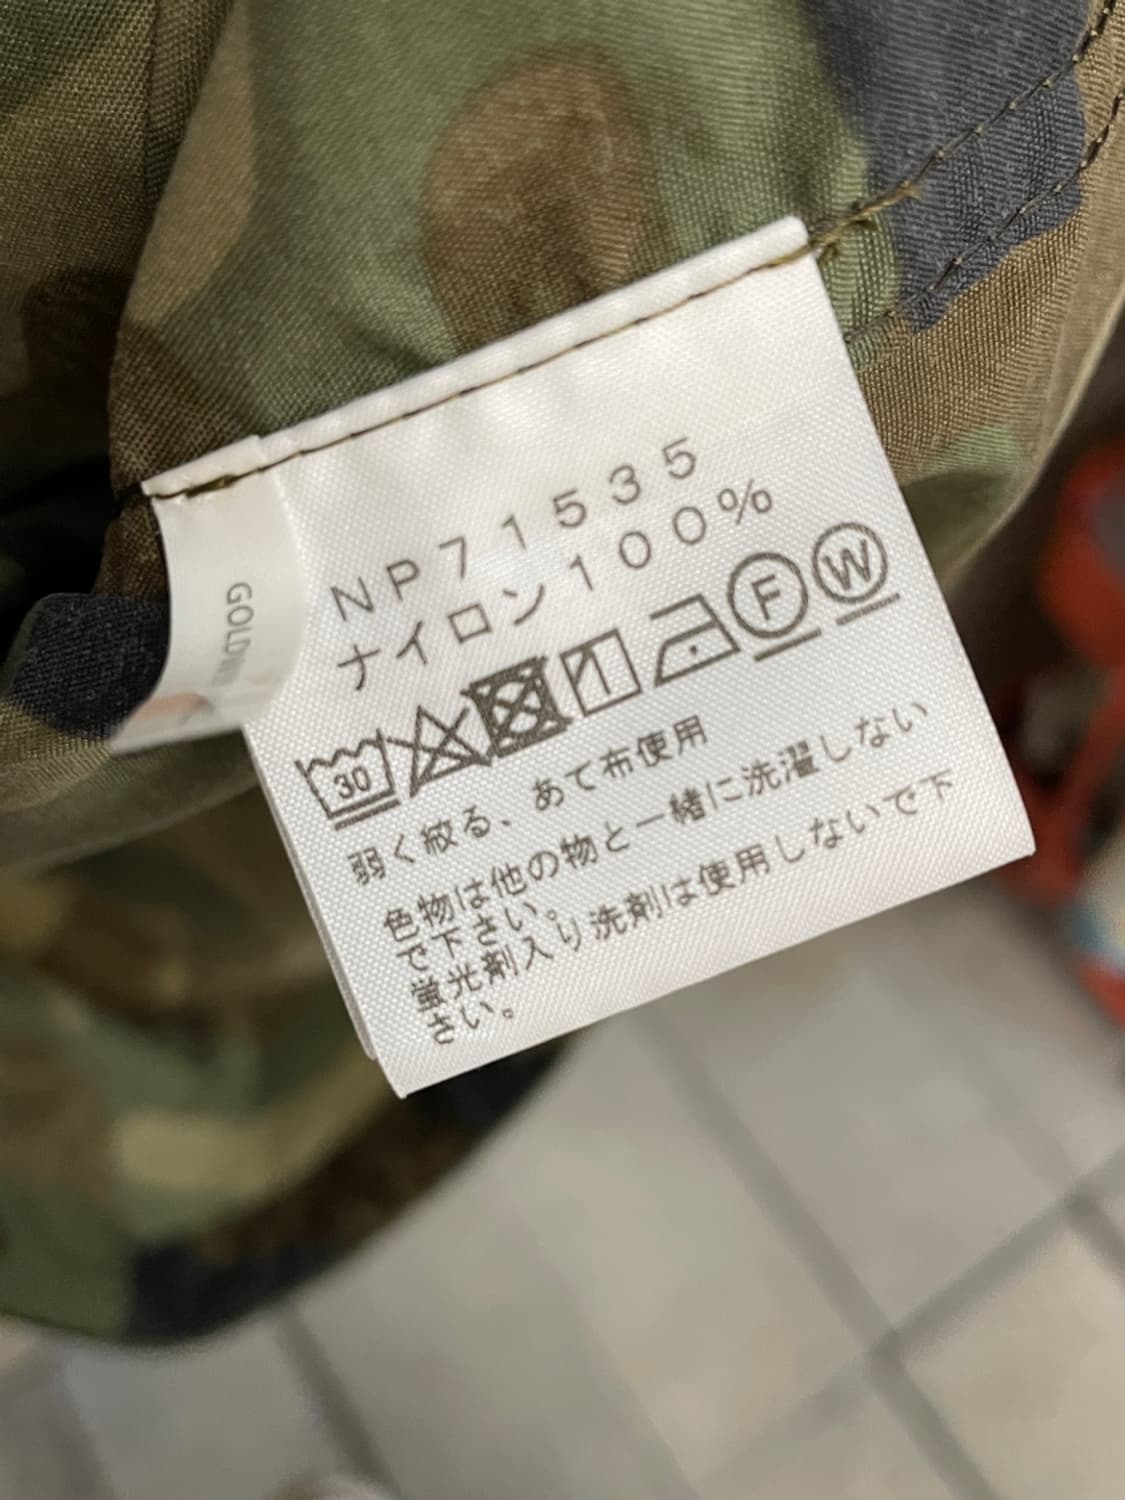 NP71535
ナイロン100%
30
F W
弱く絞る、あて布使用
色物は他の物と一緒に洗濯しない
で下さい。
蛍光剤入り洗剤は使用しないで下
さい。